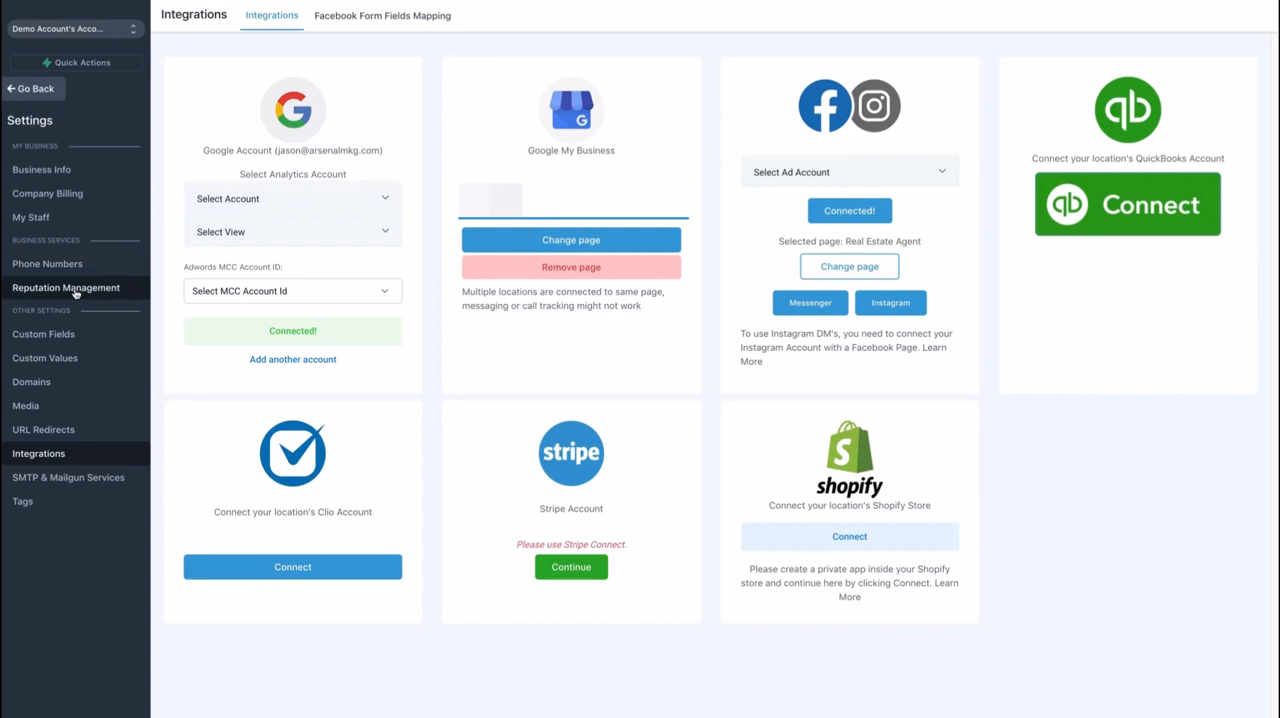 Demo Account's Acco...
Quick Actions
Go Back
Settings
MY BUSINESS
Business Info
Company Billing
My Staff
BUSINESS SERVICES
Phone Numbers
Reputation Management
OTHER SETTINGS
Custom Fields
Custom Values
Domains
Media
URL Redirects
Integrations
SMTP & Mailgun Services
Tags
Integrations
Integrations
Facebook Form Fields Mapping
Google Account (jason@arsenalmkg.com)
Select Analytics Account
Select Account
Select View
Adwords MCC Account ID:
Select MCC Account Id
Connected!
Add another account
G
Google My Business
Change page
Remove page
Multiple locations are connected to same page,
messaging or call tracking might not work
Select Ad Account
Connected!
Selected page: Real Estate Agent
Change page
Messenger
Instagram
To use Instagram DM's, you need to connect your
Instagram Account with a Facebook Page. Learn
More
qb
Connect your location's QuickBooks Account
qb Connect
Connect your location's Clio Account
Connect
stripe
Stripe Account
Please use Stripe Connect.
Continue
shopify
Connect your location's Shopify Store
Connect
Please create a private app inside your Shopify
store and continue here by clicking Connect. Learn
More